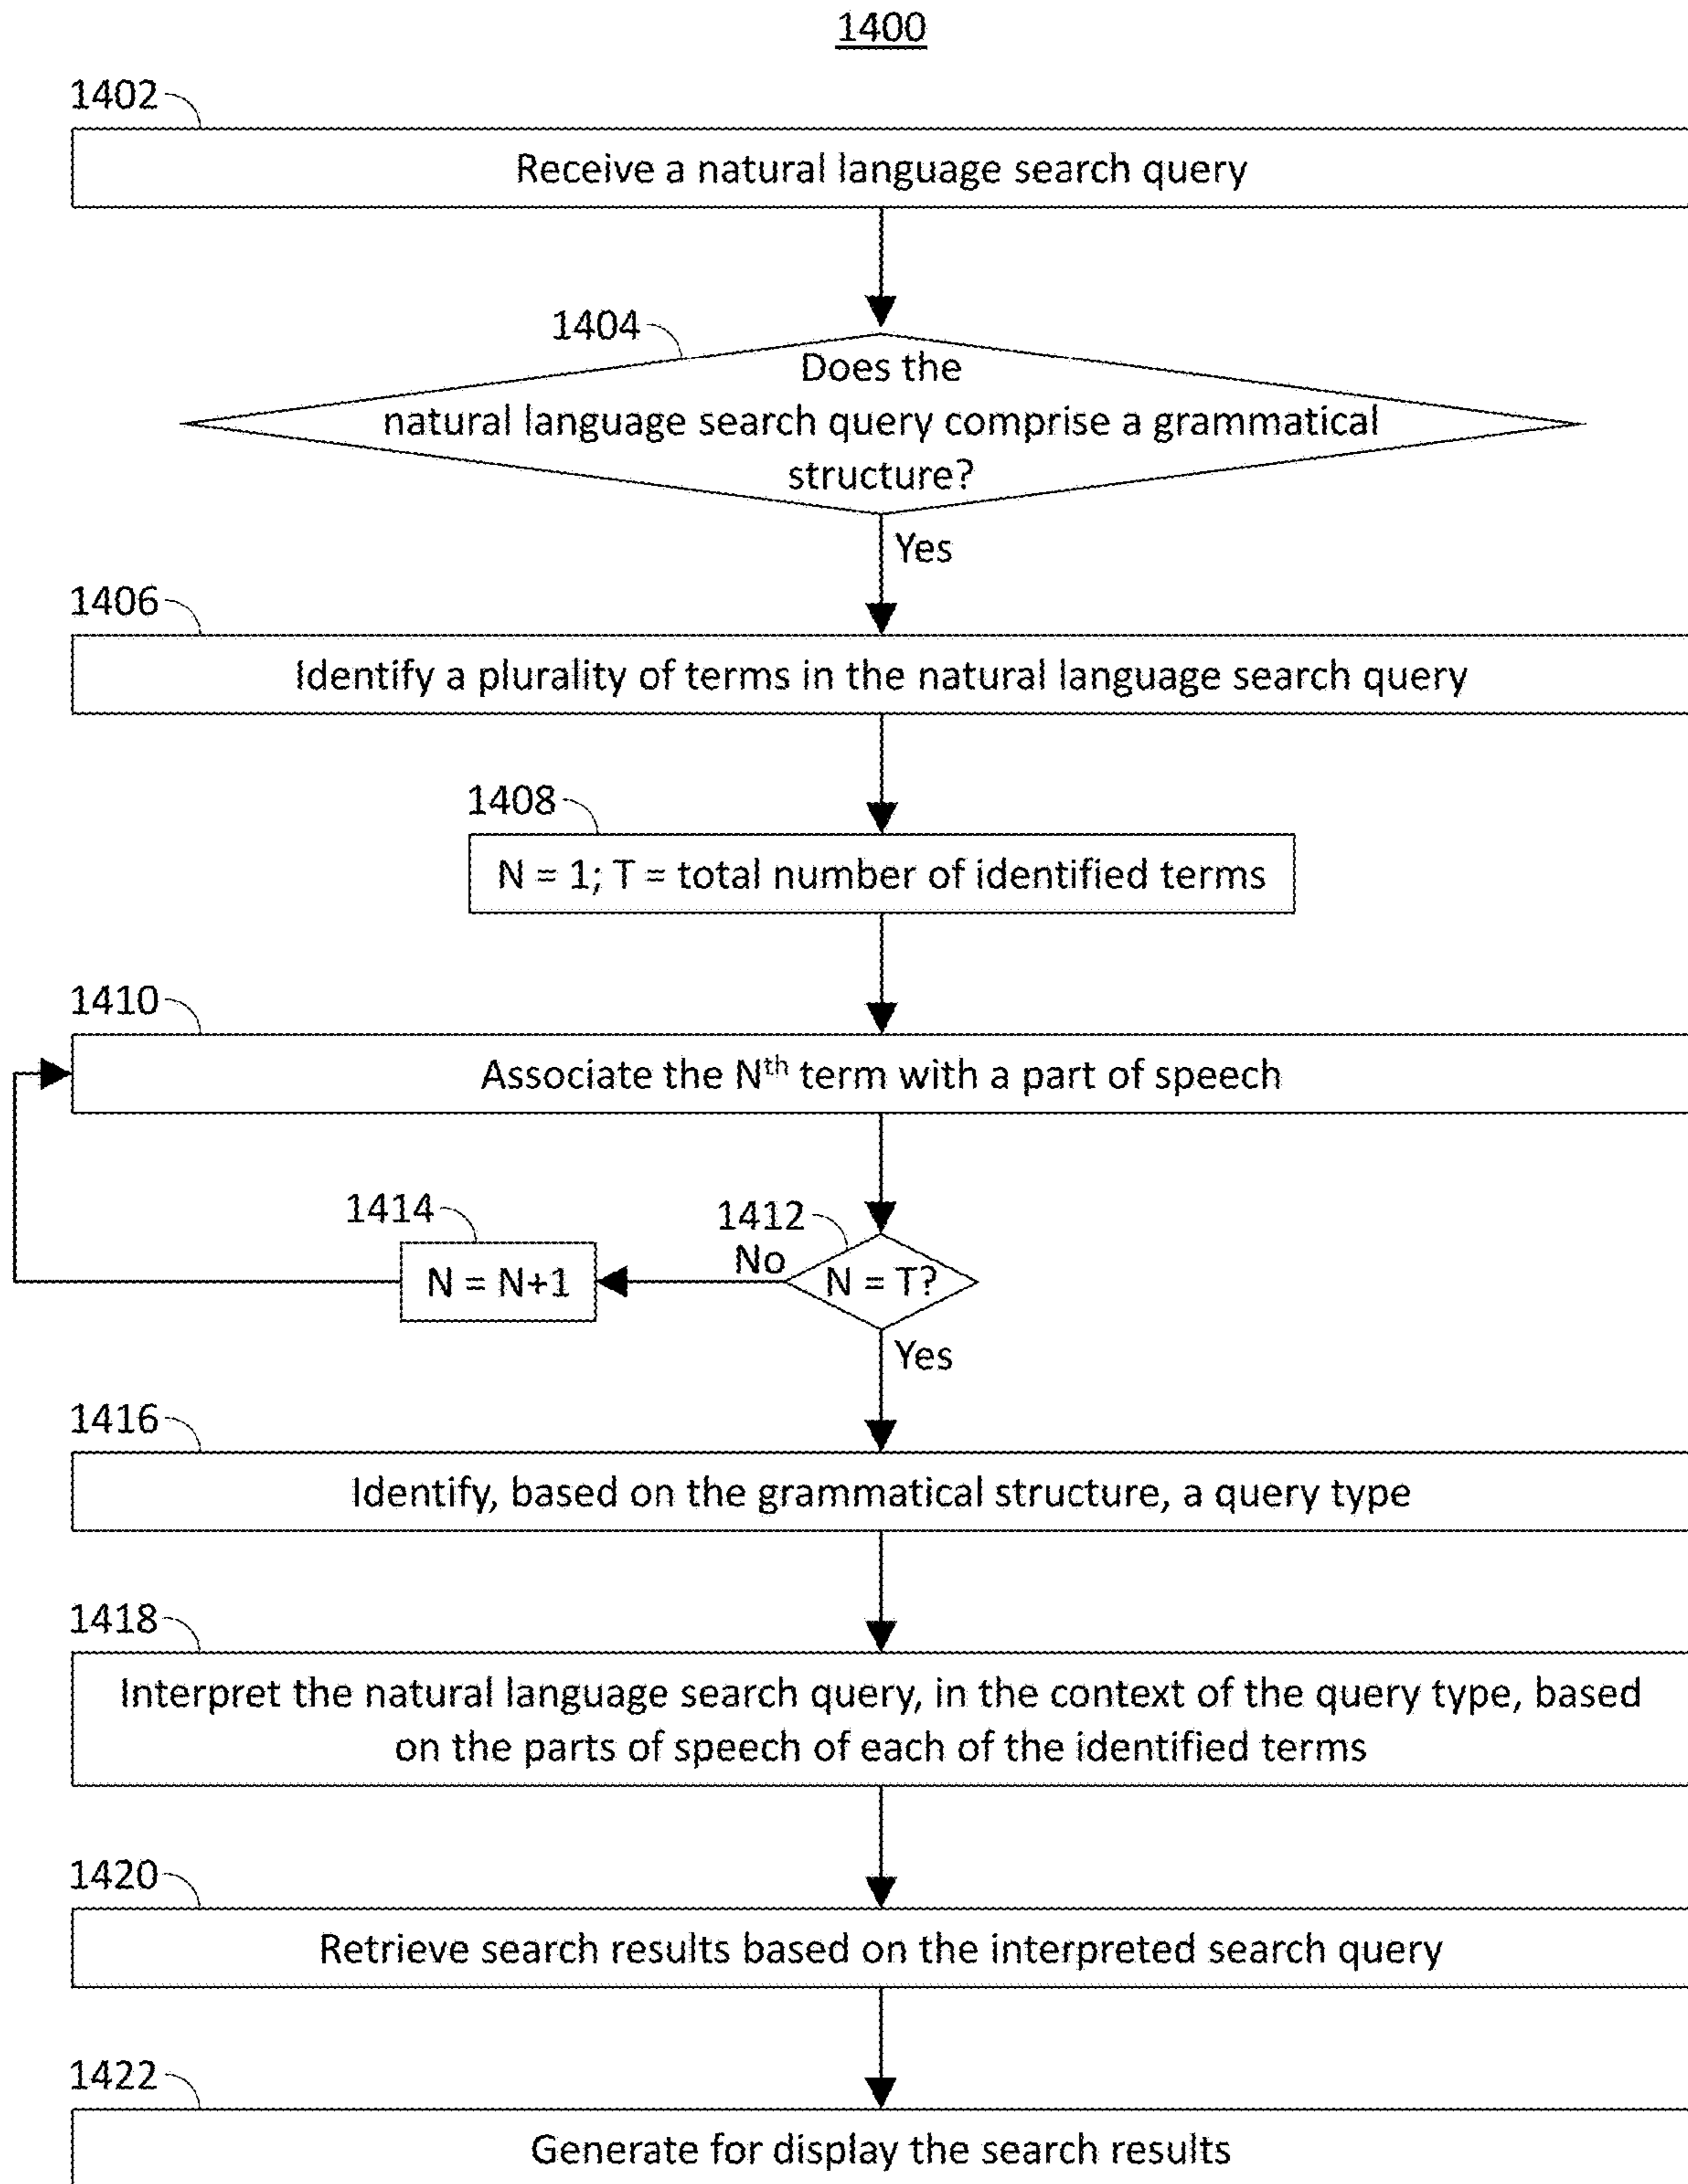 1400
1402
Receive a natural language search query
1404
Does the
natural language search query comprise a grammatical
structure?
Yes
1406
Identify a plurality of terms in the natural language search query
1408
N = 1; T = total number of identified terms
1410
Associate the Nth term with a part of speech
1414
1412
No
N = N+1
N = T?
Yes
1416
Identify, based on the grammatical structure, a query type
1418
Interpret the natural language search query, in the context of the query type, based
on the parts of speech of each of the identified terms
1420
Retrieve search results based on the interpreted search query
1422
Generate for display the search results